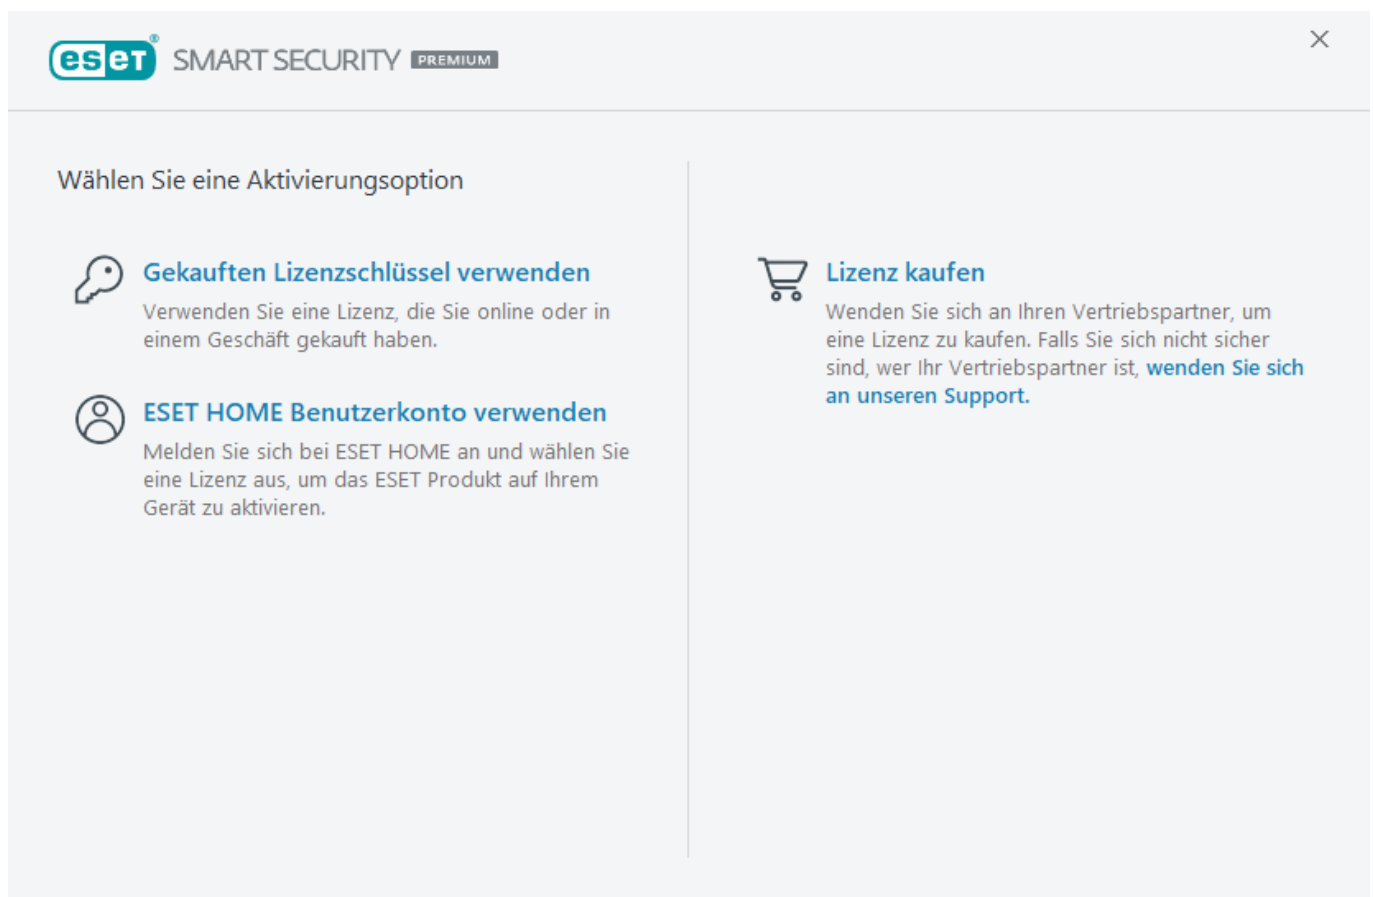 eset® SMART SECURITY PREMIUM
Wählen Sie eine Aktivierungsoption
Gekauften Lizenzschlüssel verwenden
Verwenden Sie eine Lizenz, die Sie online oder in
einem Geschäft gekauft haben.
ESET HOME Benutzerkonto verwenden
Melden Sie sich bei ESET HOME an und wählen Sie
eine Lizenz aus, um das ESET Produkt auf Ihrem
Gerät zu aktivieren.
Lizenz kaufen
Wenden Sie sich an Ihren Vertriebspartner, um
eine Lizenz zu kaufen. Falls Sie sich nicht sicher
sind, wer Ihr Vertriebspartner ist, wenden Sie sich
an unseren Support.